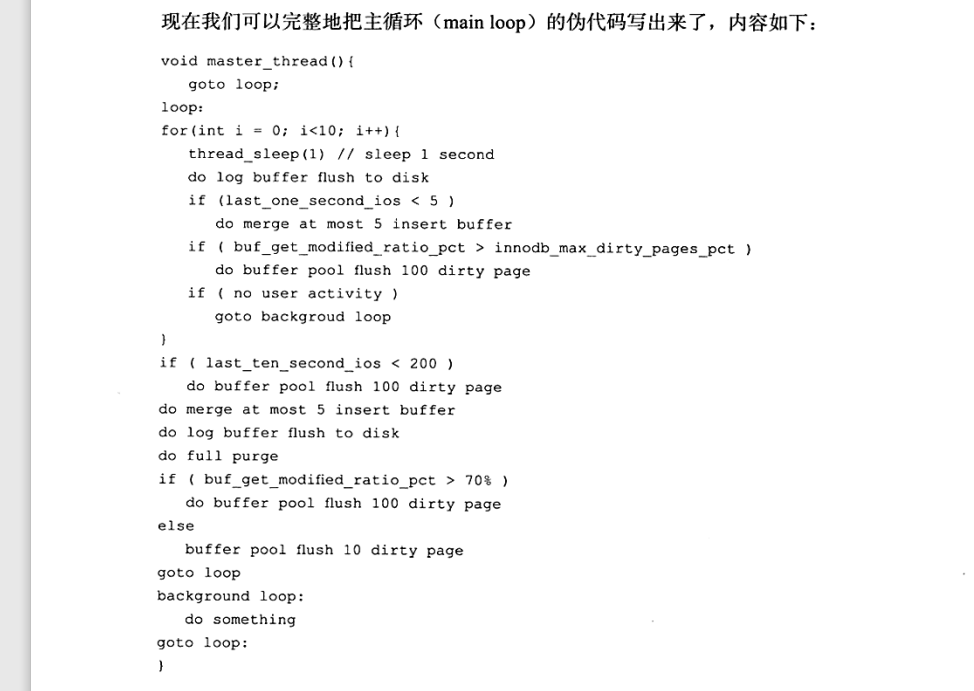 现在我们可以完整地把主循环（main loop）的伪代码写出来了，内容如下：
void master_thread(){
goto loop;
loop:
for(int i = 0; i<10; i++){
thread_sleep(1) // sleep 1 second
do log buffer flush to disk
if (last_one_second_ios < 5 )
do merge at most 5 insert buffer
if ( buf_get_modified_ratio_pct > innodb_max_dirty_pages_pct )
do buffer pool flush 100 dirty page
if ( no user activity )
goto backgroud loop
}
if ( last_ten_second_ios < 200 )
do buffer pool flush 100 dirty page
do merge at most 5 insert buffer
do log buffer flush to disk
do full purge
if ( buf_get_modified_ratio_pct > 70% )
do buffer pool flush 100 dirty page
else
buffer pool flush 10 dirty page
goto loop
background loop:
do something
goto loop:
}